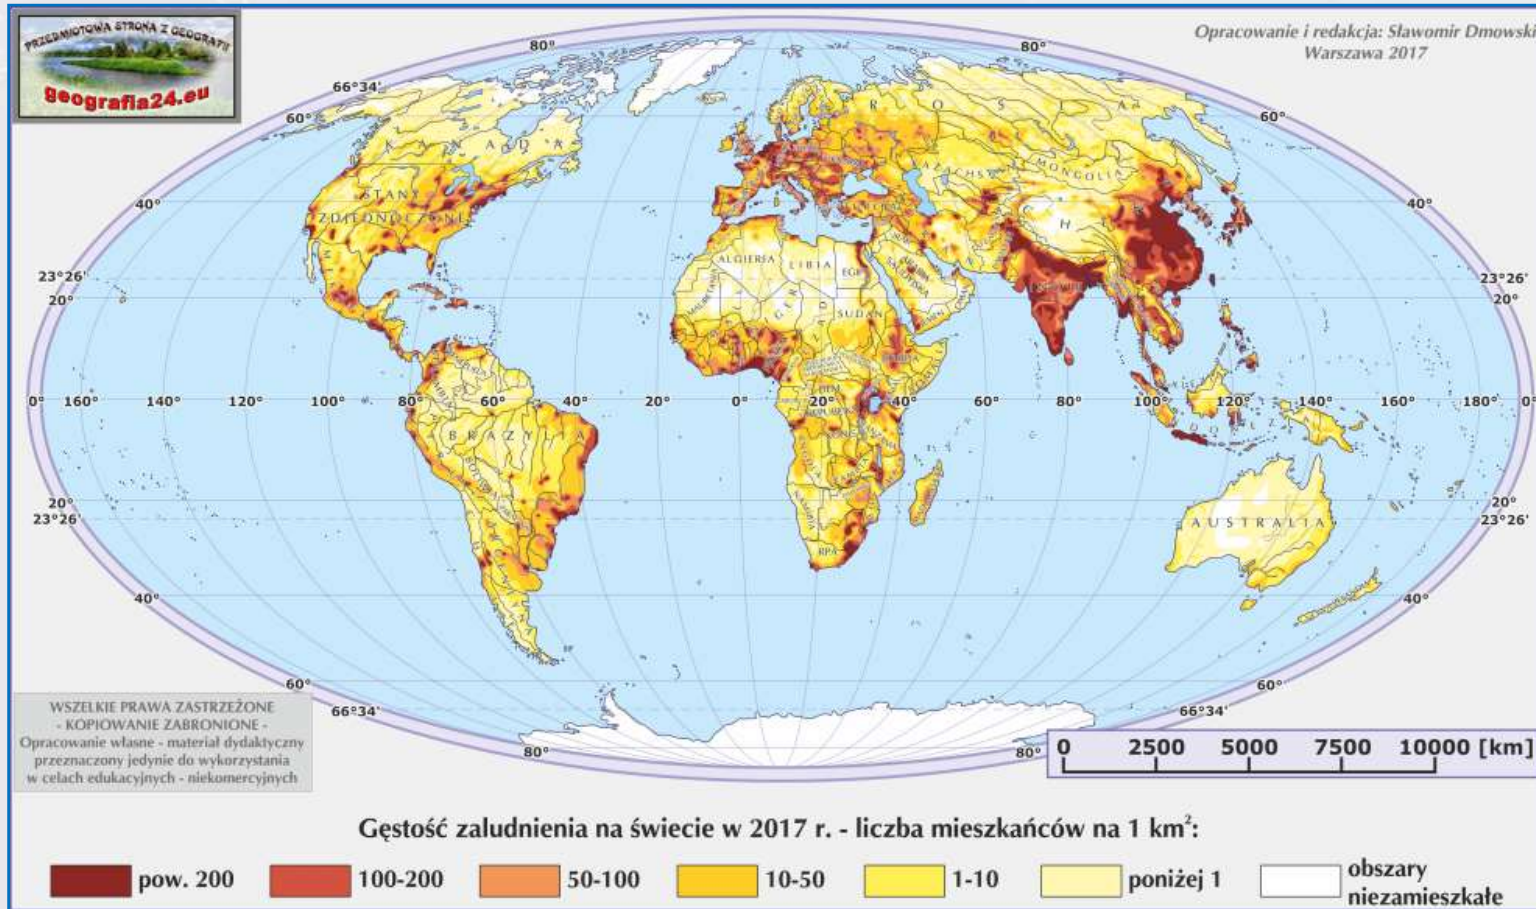 PRZEDMIOTOWA STRONA Z GEOGRAFII
geografia24.eu
Opracowanie i redakcja: Sławomir Dmowski
Warszawa 2017
80° 80°
66°34'
60° 60°
R O S J A
K A N A D A
MONGOLIA
STANY
40° 40°
ZJEDNOCZONE
C H I
ALGIERIA LIBIA
23°26' 23°26'
20° 20°
SUDAN
0° 160° 140° 120° 100° 80° 60° 40° 20° 0° 20° 40° 60° 80° 100° 120° 140° 160° 180° 0°
BRAZYLIA
20° 20°
23°26' 23°26'
AUSTRALIA
RPA
40° 40°
60° 60°
66°34' 66°34'
80° 80°
WSZELKIE PRAWA ZASTRZEŻONE
- KOPIOWANIE ZABRONIONE -
Opracowanie własne - materiał dydaktyczny
przeznaczony jedynie do wykorzystania
w celach edukacyjnych - niekomercyjnych
0 2500 5000 7500 10000 [km]
Gęstość zaludnienia na świecie w 2017 r. - liczba mieszkańców na 1 km²:
pow. 200 100-200 50-100 10-50 1-10 poniżej 1 obszary
niezamieszkałe